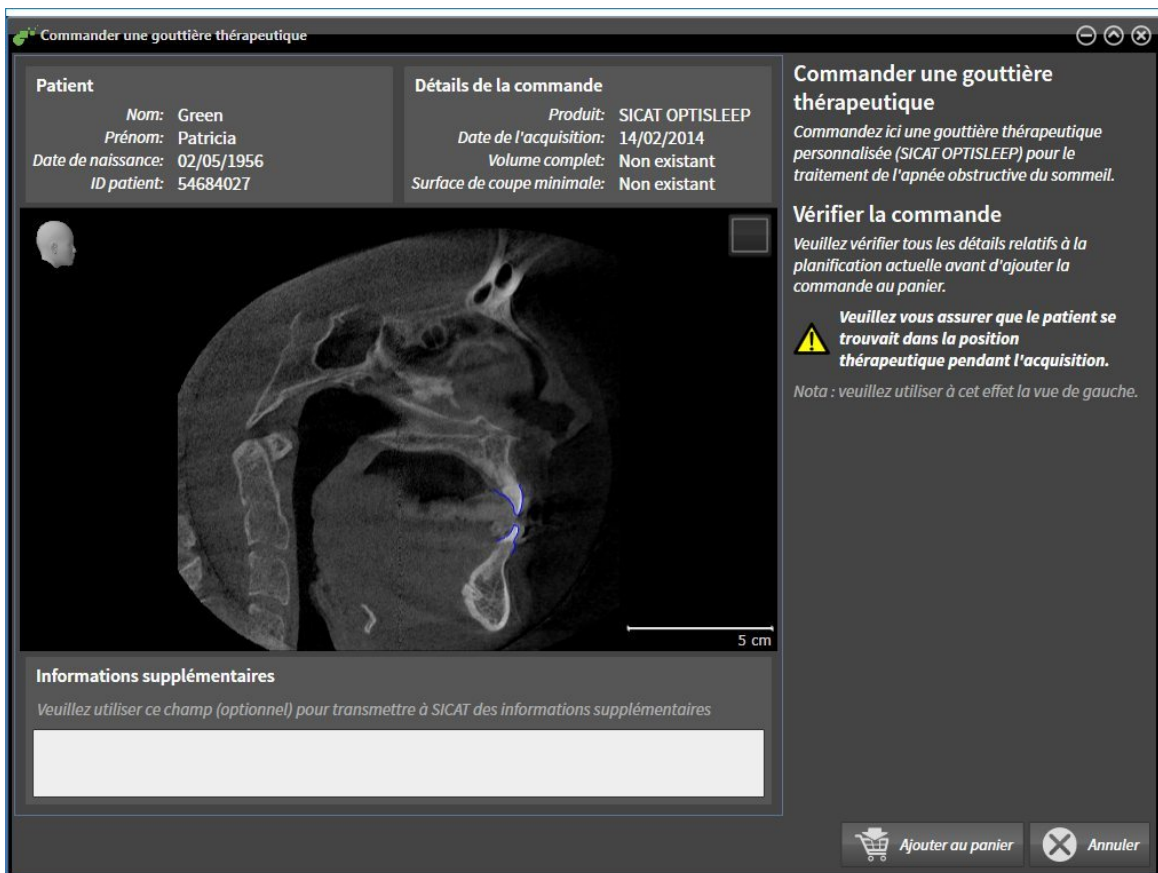 Commander une gouttière thérapeutique
Patient
Nom: Green
Prénom: Patricia
Date de naissance: 02/05/1956
ID patient: 54684027
Détails de la commande
Produit: SICAT OPTISLEEP
Date de l'acquisition: 14/02/2014
Volume complet: Non existant
Surface de coupe minimale: Non existant
5 cm
Informations supplémentaires
Veuillez utiliser ce champ (optionnel) pour transmettre à SICAT des informations supplémentaires
Commander une gouttière
thérapeutique
Commandez ici une gouttière thérapeutique
personnalisée (SICAT OPTISLEEP) pour le
traitement de l'apnée obstructive du sommeil.
Vérifier la commande
Veuillez vérifier tous les détails relatifs à la
planification actuelle avant d'ajouter la
commande au panier.
Veuillez vous assurer que le patient se
trouvait dans la position
thérapeutique pendant l'acquisition.
Nota : veuillez utiliser à cet effet la vue de gauche.
Ajouter au panier
Annuler